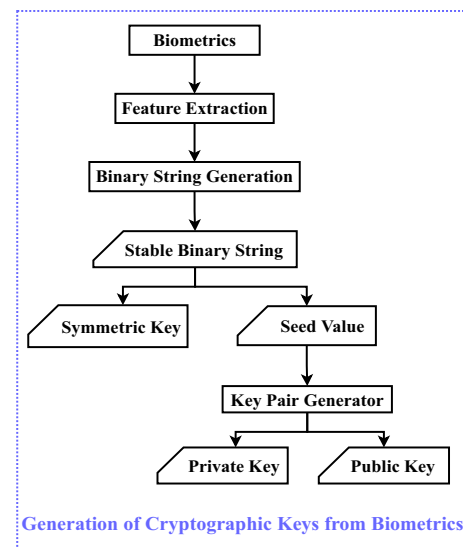 Biometrics
Feature Extraction
Binary String Generation
Stable Binary String
Symmetric Key
Seed Value
Key Pair Generator
Private Key
Public Key
Generation of Cryptographic Keys from Biometrics